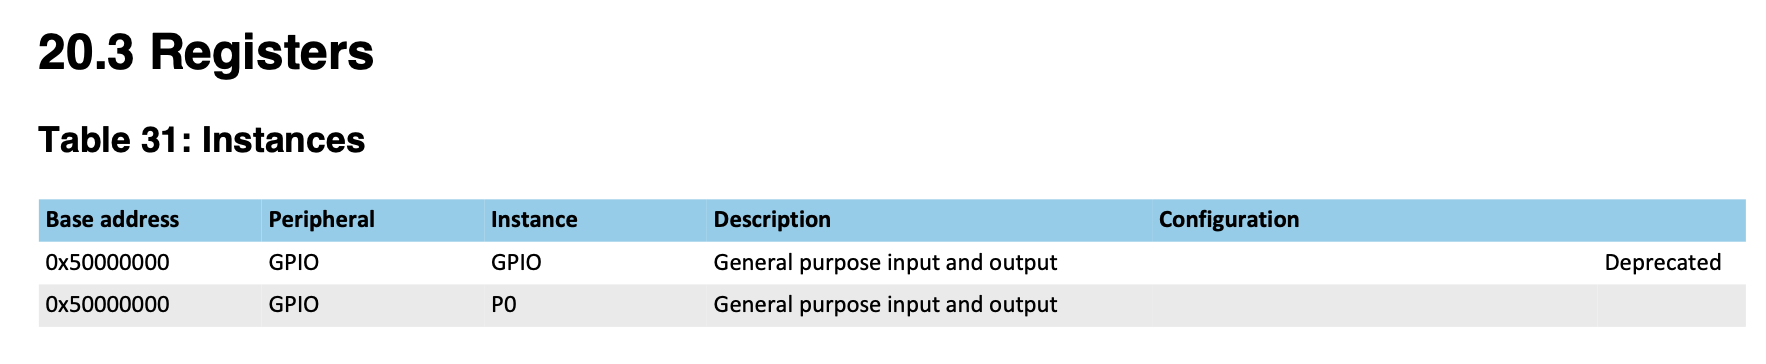 20.3 Registers
Table 31: Instances
Base address Peripheral Instance Description Configuration
0x50000000 GPIO GPIO General purpose input and output Deprecated
0x50000000 GPIO P0 General purpose input and output